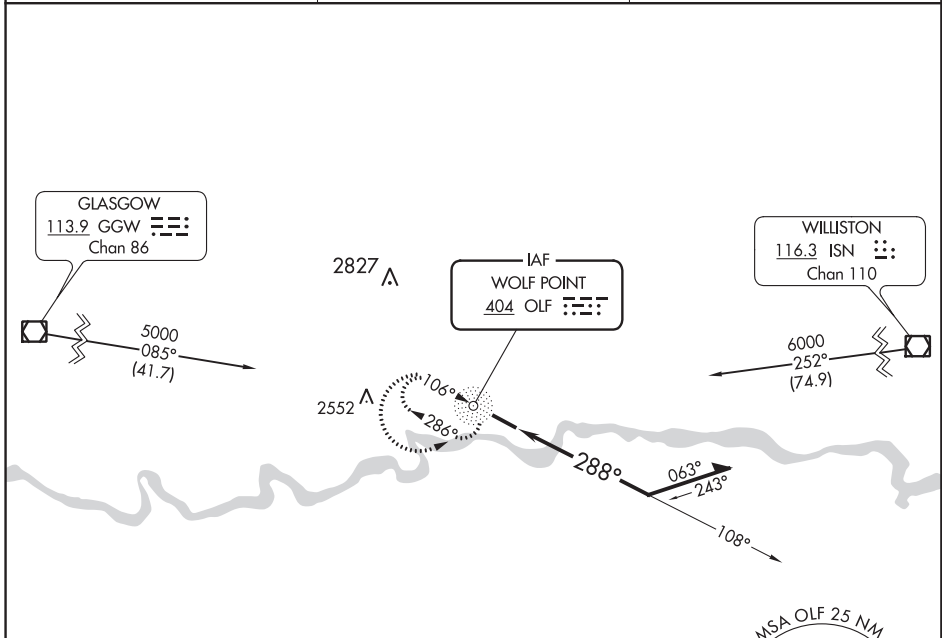 GLASGOW
113.9 GGW
Chan 86
5000
085°
(41.7)
2827
IAF
WOLF POINT
404 OLF
WILLISTON
116.3 ISN
Chan 110
6000
252°
(74.9)
2552
106°
286°
288°
063°
243°
108°
MSA OLF 25 NM